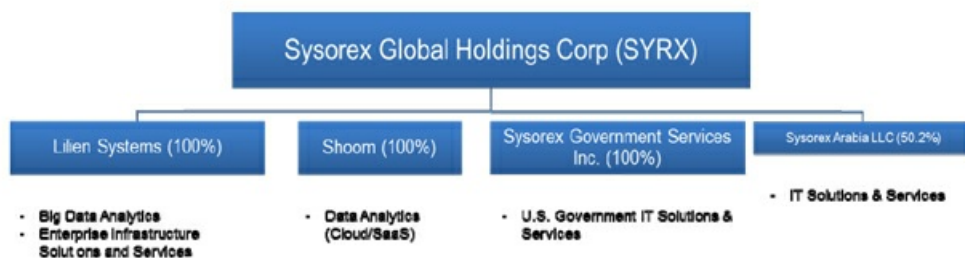 Sysorex Global Holdings Corp (SYRX)
Lilien Systems (100%)
Shoom (100%)
Sysorex Government Services
Inc. (100%)
Sysorex Arabia LLC (50.2%)
• Big Data Analytics
• Enterprise Infrastructure
Solutions and Services
• Data Analytics
(Cloud/SaaS)
• U.S. Government IT Solutions &
Services
• IT Solutions & Services